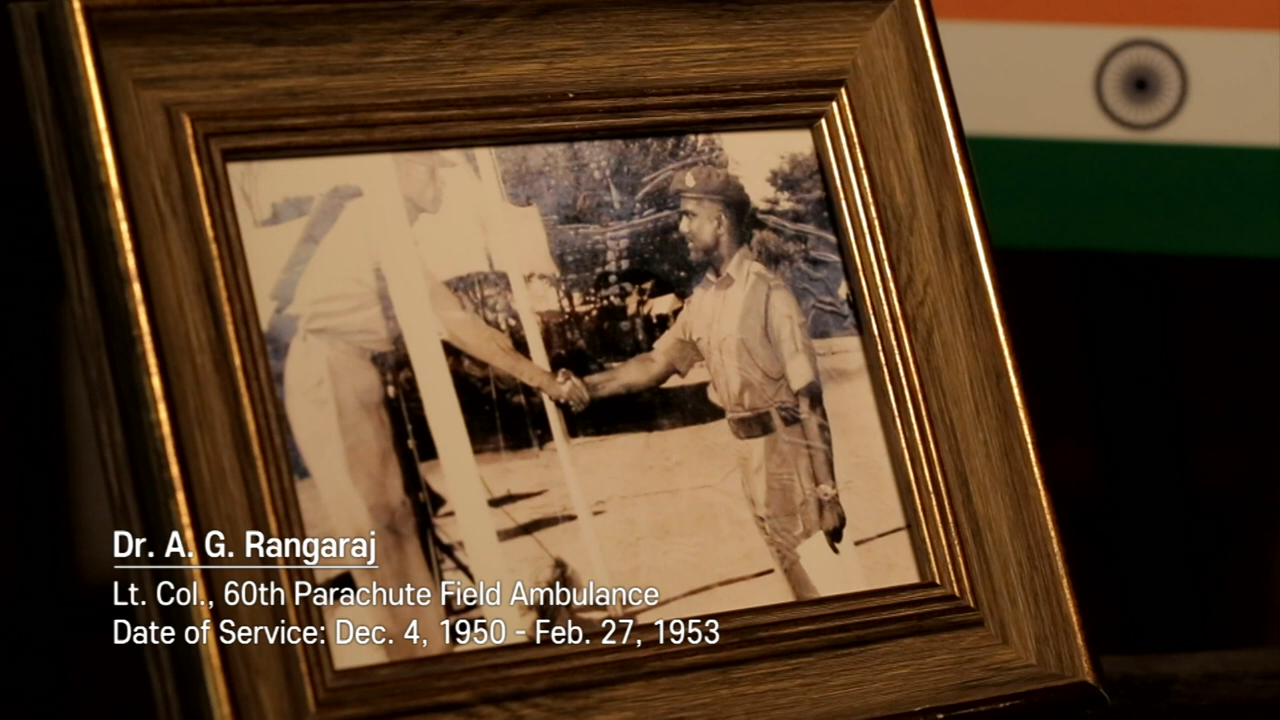 Dr. A. G. Rangaraj
Lt. Col., 60th Parachute Field Ambulance
Date of Service: Dec. 4, 1950 - Feb. 27, 1953